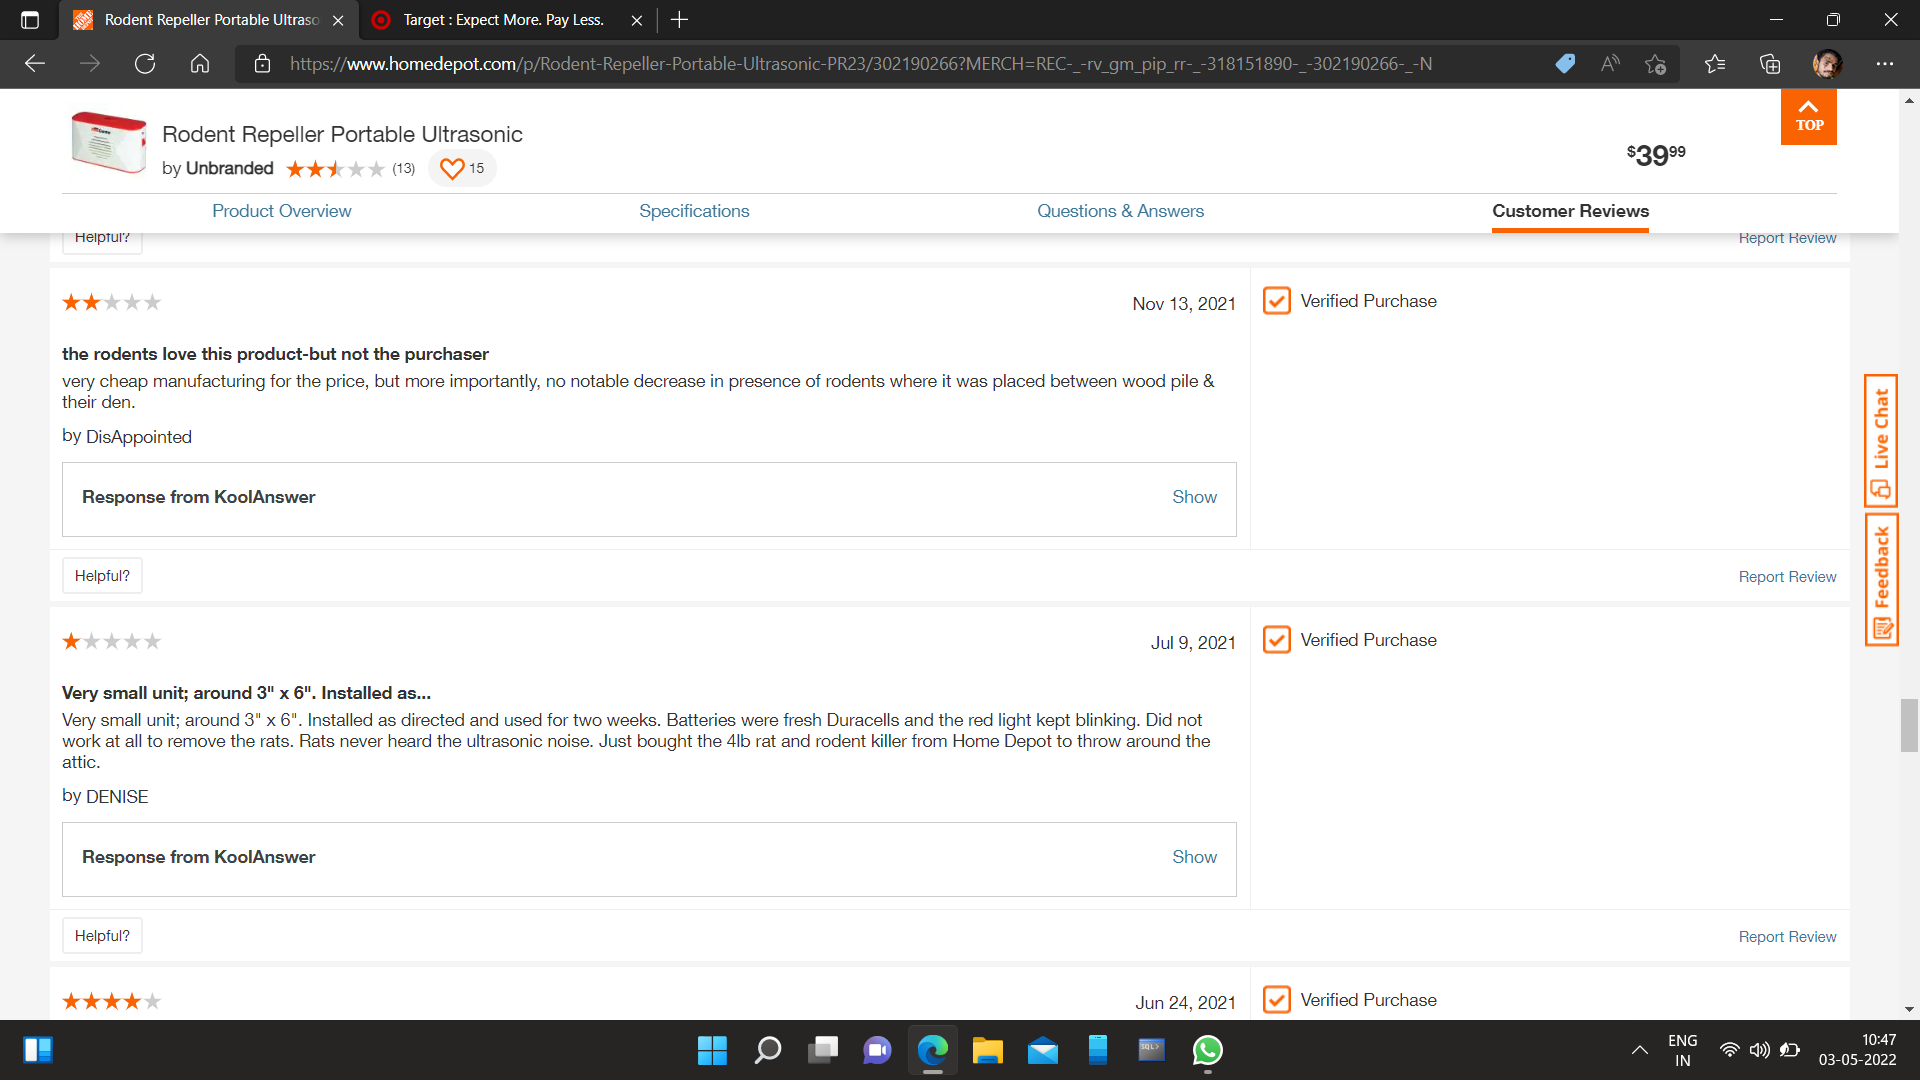 Rodent Repeller Portable Ultraso
Target : Expect More. Pay Less.
https://www.homedepot.com/p/Rodent-Repeller-Portable-Ultrasonic-PR23/302190266?MERCH=REC-_-rv_gm_pip_rr-_-318151890-_-302190266-_-N
Rodent Repeller Portable Ultrasonic
by Unbranded (13) 15
$39 99
TOP
Product Overview Specifications Questions & Answers Customer Reviews
Helpful? Report Review
Nov 13, 2021 Verified Purchase
the rodents love this product-but not the purchaser
very cheap manufacturing for the price, but more importantly, no notable decrease in presence of rodents where it was placed between wood pile &
their den.
by DisAppointed
Response from KoolAnswer Show
Helpful? Report Review
Live Chat
Feedback
Jul 9, 2021 Verified Purchase
Very small unit; around 3" x 6". Installed as...
Very small unit; around 3" x 6". Installed as directed and used for two weeks. Batteries were fresh Duracells and the red light kept blinking. Did not
work at all to remove the rats. Rats never heard the ultrasonic noise. Just bought the 4lb rat and rodent killer from Home Depot to throw around the
attic.
by DENISE
Response from KoolAnswer Show
Helpful? Report Review
Jun 24, 2021 Verified Purchase
ENG
IN
10:47
03-05-2022